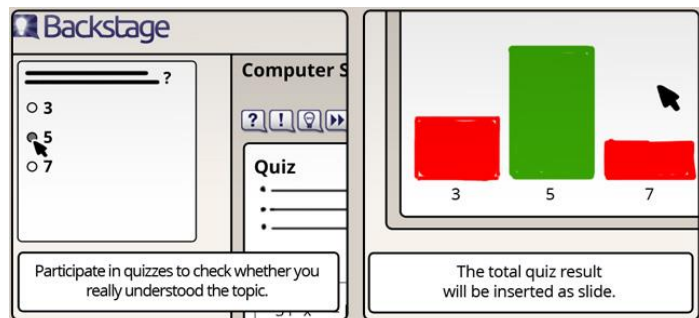 Backstage
?
3
5
7
Computer S
?
!
Quiz
Participate in quizzes to check whether you
really understood the topic.
3 5 7
The total quiz result
will be inserted as slide.